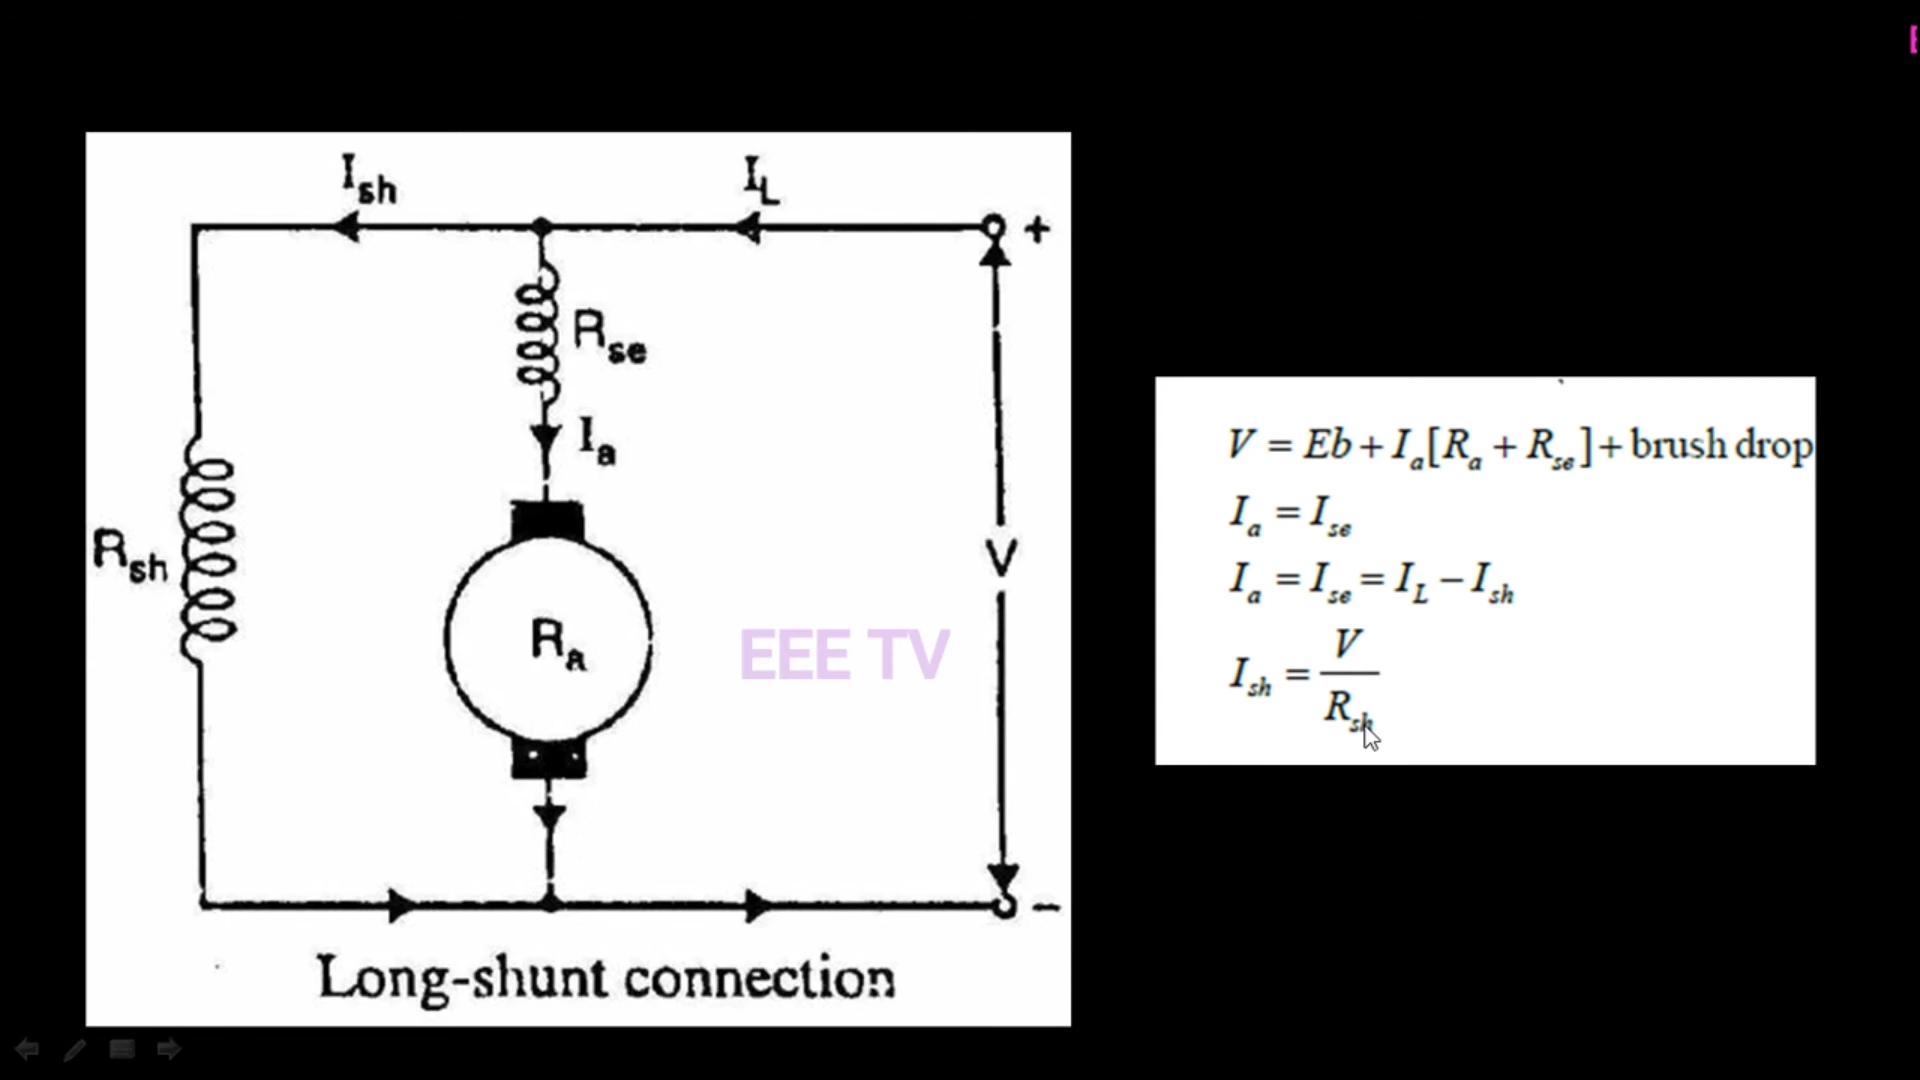 I_sh
I_L
+
R_se
I_a
R_sh
V
R_a
EEE TV
−
Long-shunt connection
V = Eb + I_a[R_a + R_se] + brush drop
I_a = I_se
I_a = I_se = I_L − I_sh
I_sh = V / R_sh